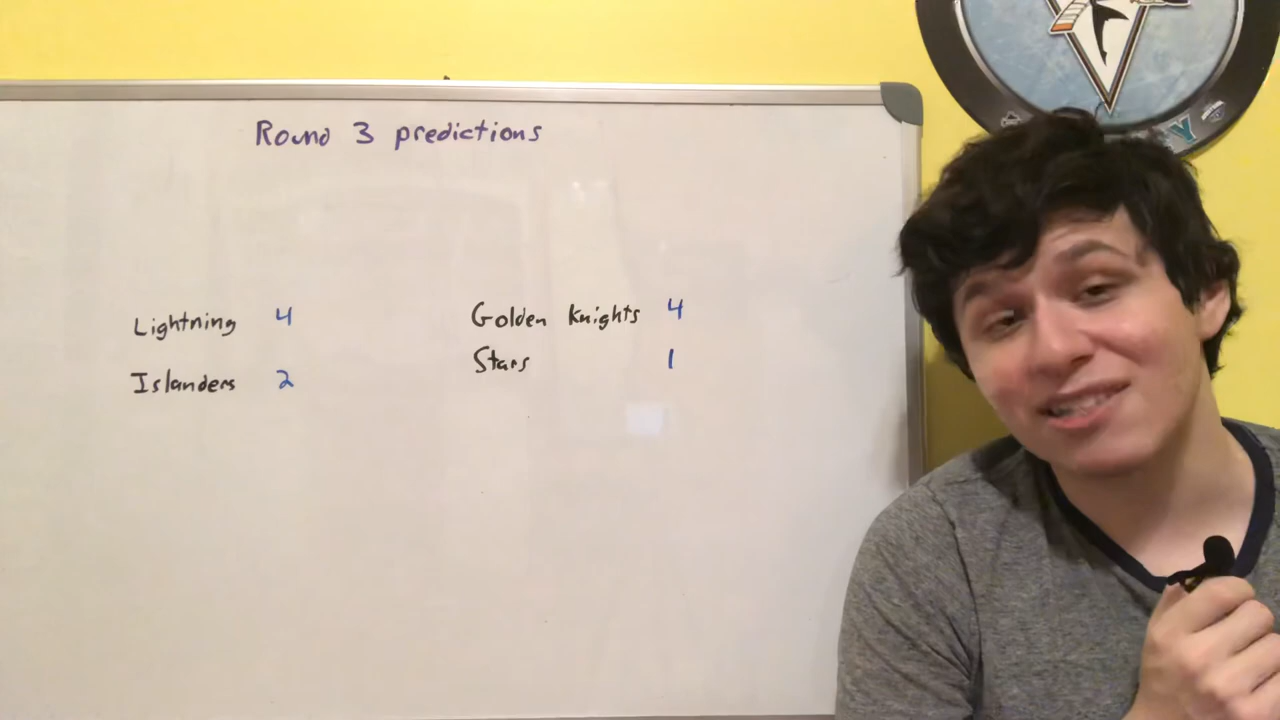 Round 3 predictions
Lightning 4
Islanders 2
Golden Knights 4
Stars 1
Y